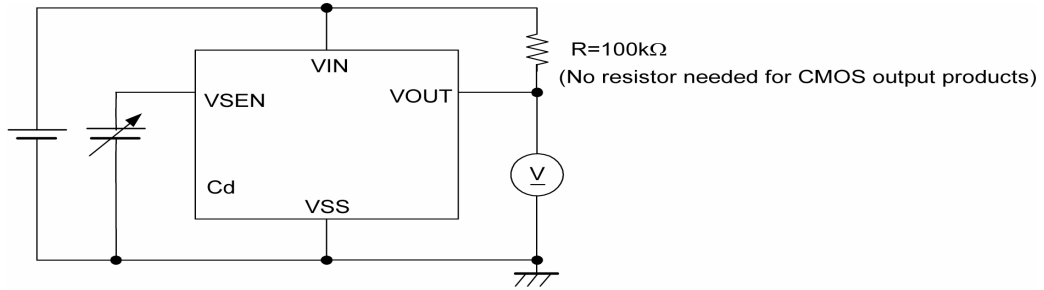 R=100kΩ
(No resistor needed for CMOS output products)
VIN
VSEN
VOUT
V
Cd
VSS